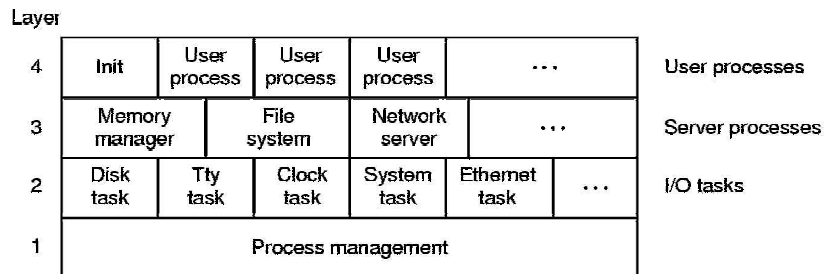 Layer
4 Init User process User process User process ... User processes
3 Memory manager File system Network server ... Server processes
2 Disk task Tty task Clock task System task Ethernet task ... I/O tasks
1 Process management